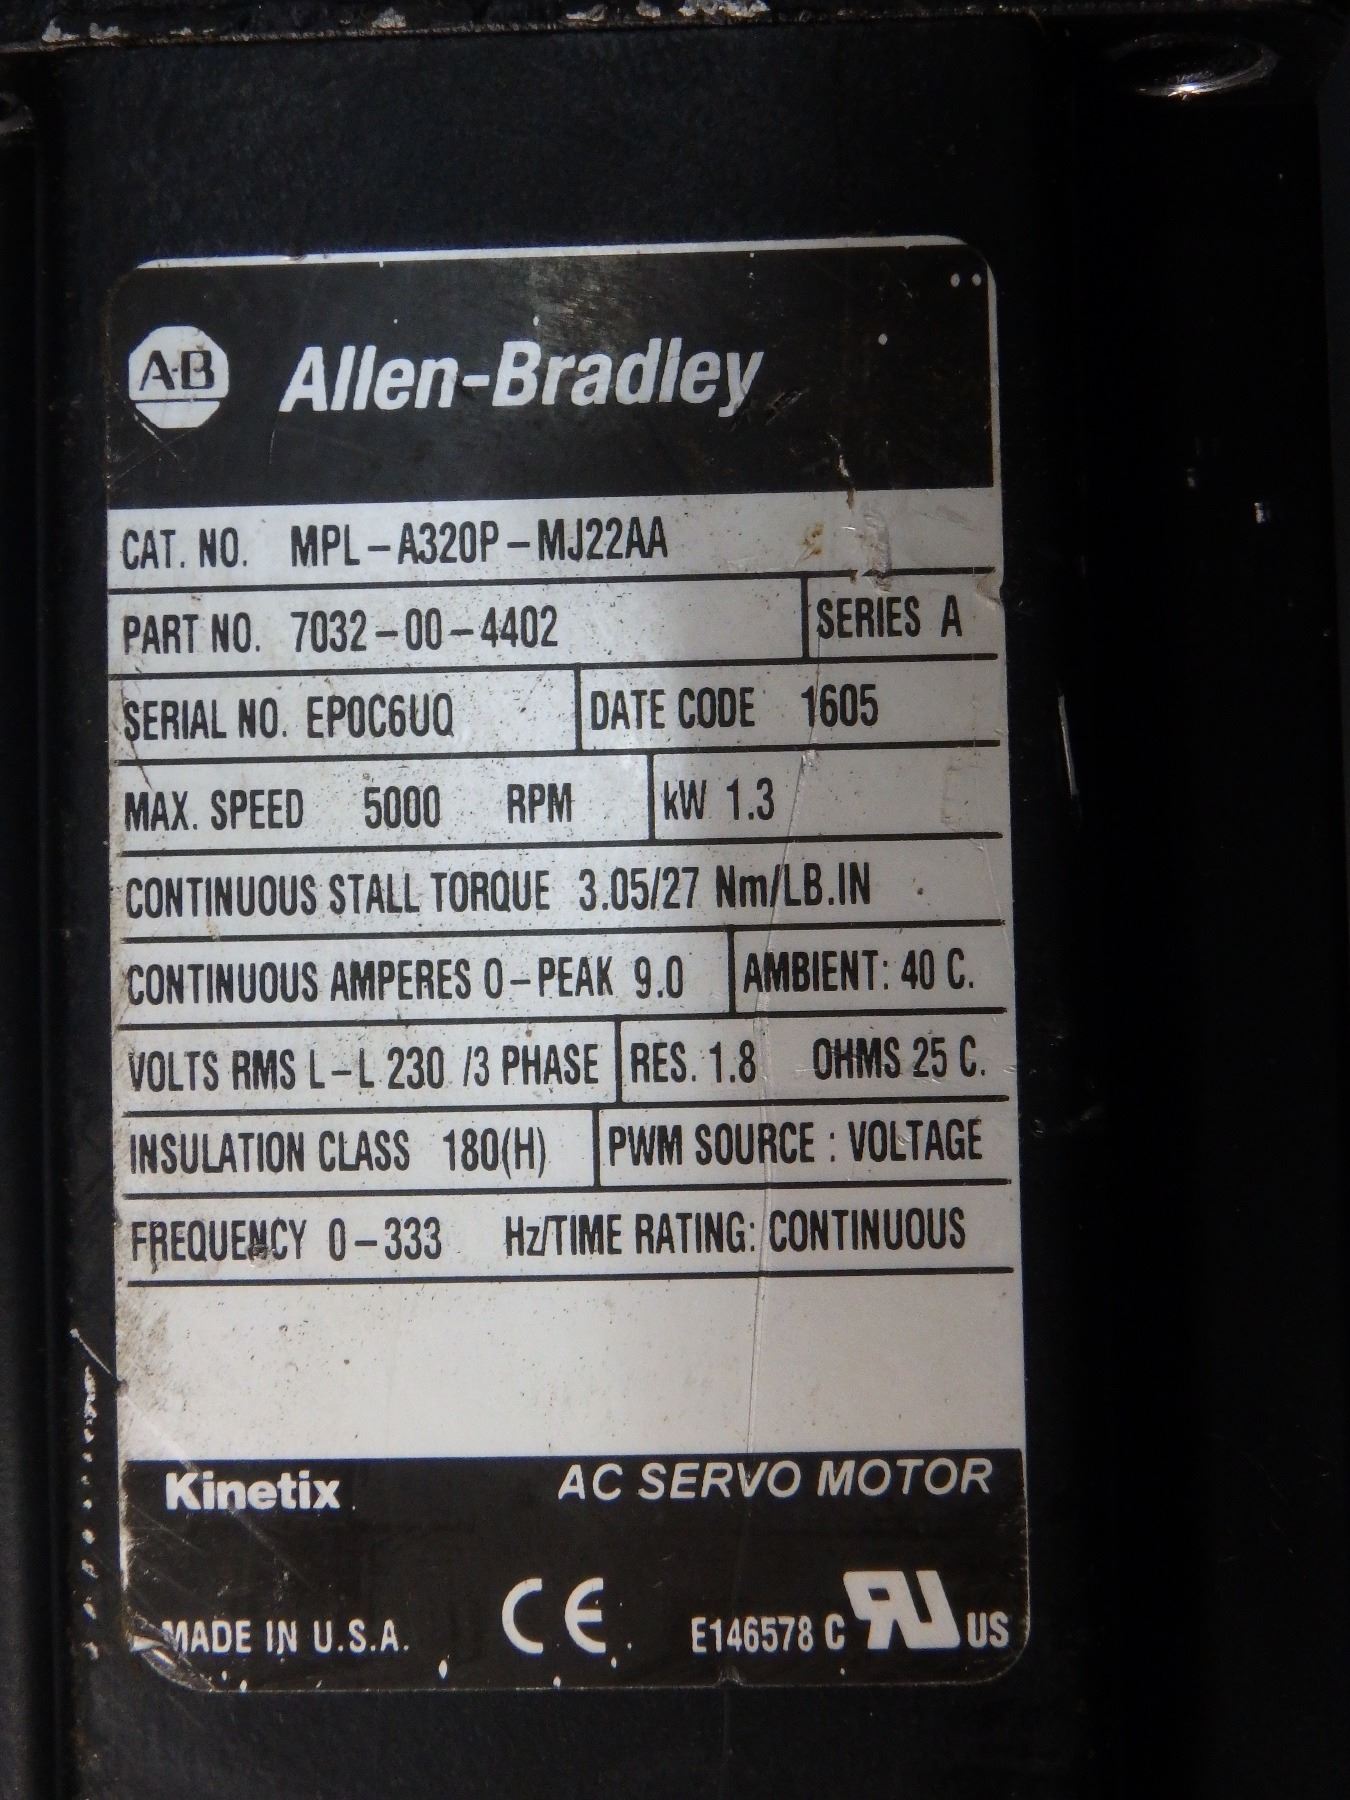 A-B Allen-Bradley
CAT. NO. MPL-A320P-MJ22AA
PART NO. 7032-00-4402 SERIES A
SERIAL NO. EP0C6UQ DATE CODE 1605
MAX. SPEED 5000 RPM kW 1.3
CONTINUOUS STALL TORQUE 3.05/27 Nm/LB.IN
CONTINUOUS AMPERES 0-PEAK 9.0 AMBIENT: 40 C.
VOLTS RMS L-L 230 /3 PHASE RES. 1.8 OHMS 25 C.
INSULATION CLASS 180(H) PWM SOURCE : VOLTAGE
FREQUENCY 0-333 Hz/TIME RATING: CONTINUOUS
Kinetix AC SERVO MOTOR
MADE IN U.S.A. CE E146578 C RU US